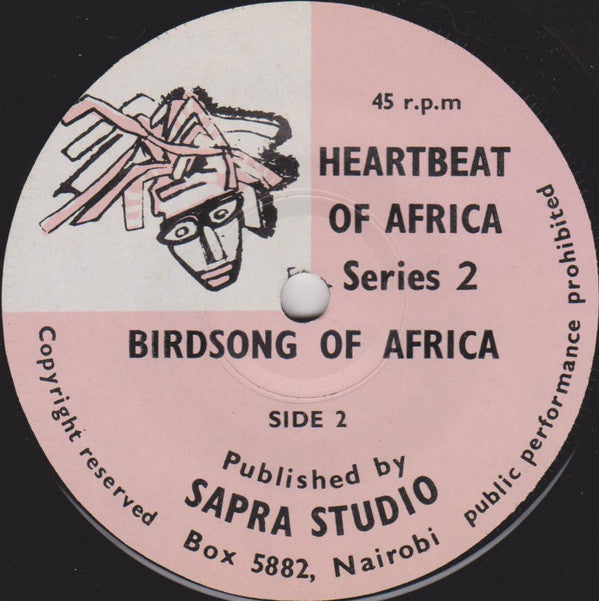 45 r.p.m
HEARTBEAT
OF AFRICA
Series 2
BIRDSONG OF AFRICA
SIDE 2
Published by
SAPRA STUDIO
Box 5882, Nairobi
Copyright reserved
public performance prohibited